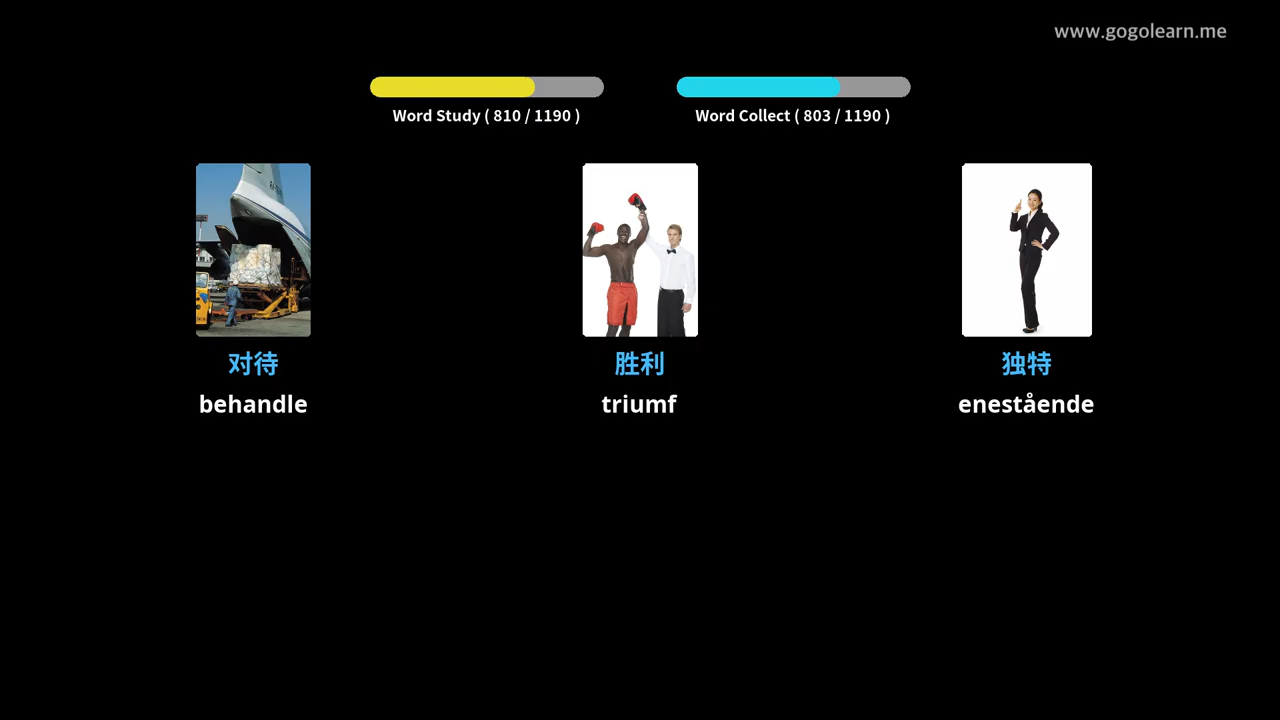 www.gogolearn.me
Word Study ( 810 / 1190 )
Word Collect ( 803 / 1190 )
对待
胜利
独特
behandle
triumf
enestående